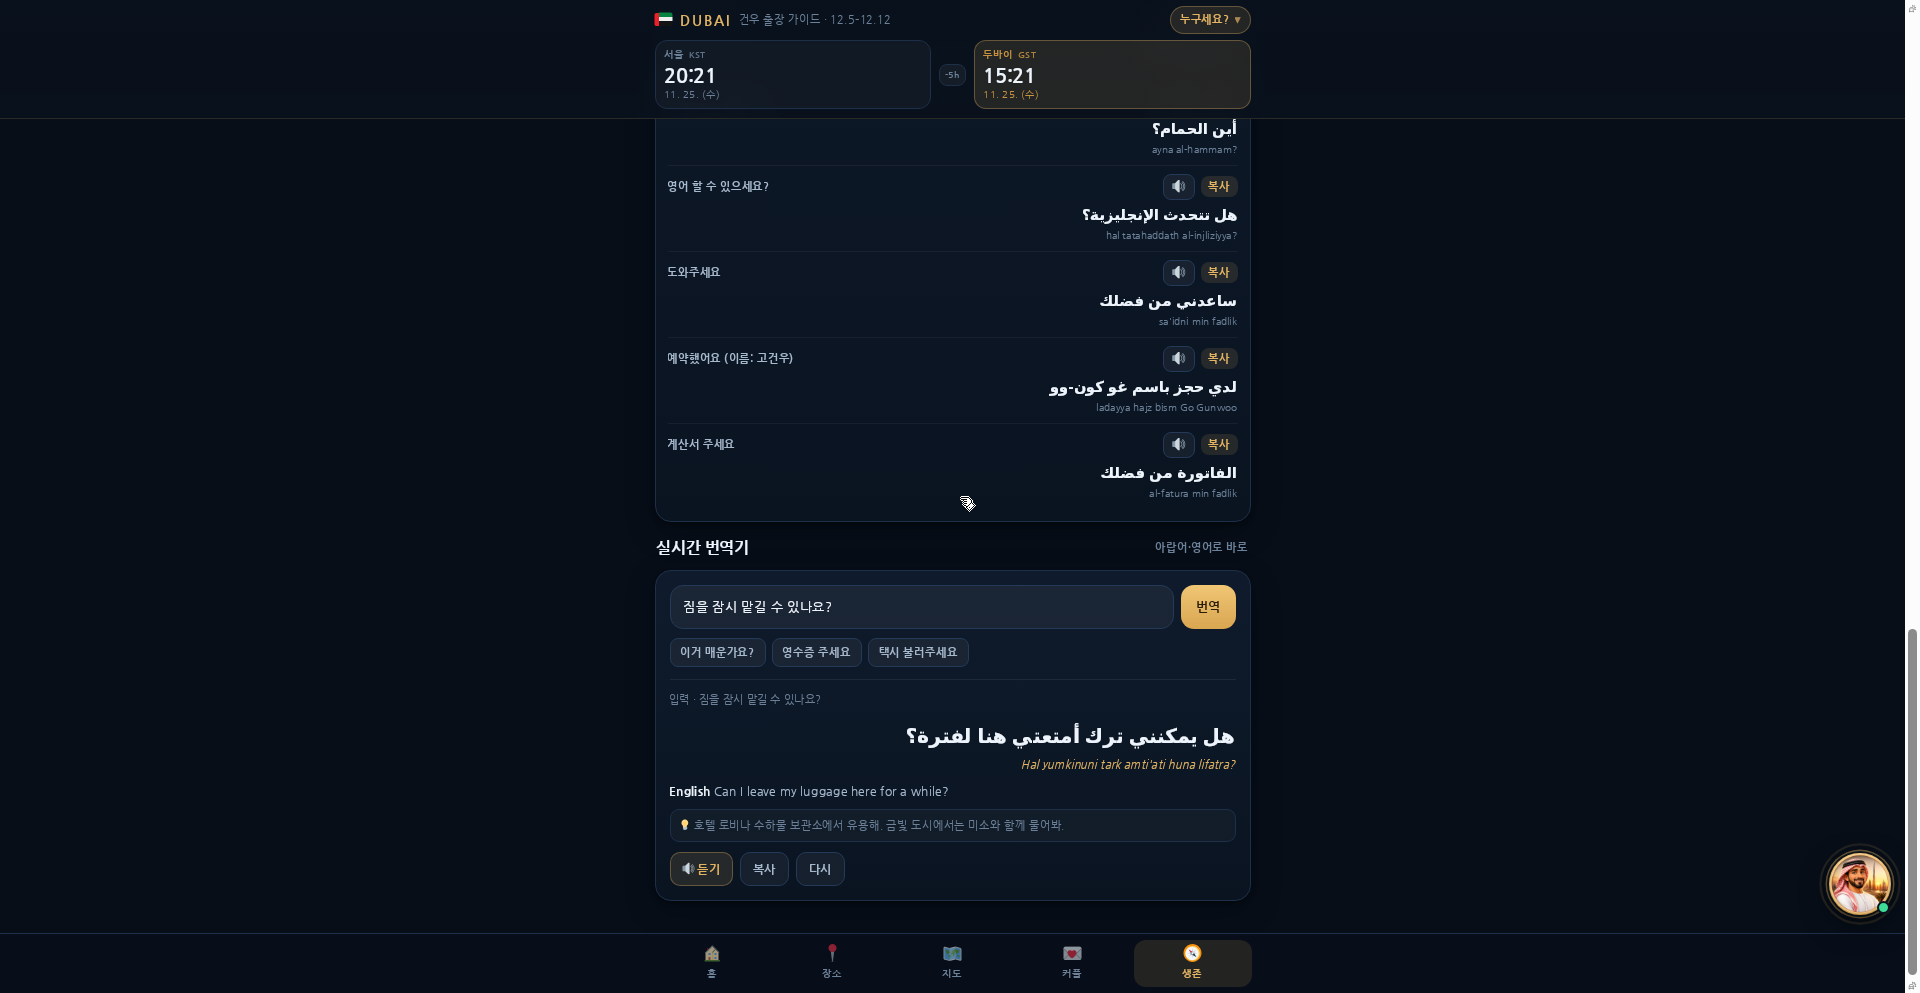 DUBAI 건우 출장 가이드 · 12.5–12.12
누구세요? ▼
서울 KST
20:21
11. 25. (수)
-5h
두바이 GST
15:21
11. 25. (수)
أين الحمام؟
ayna al-hammam?
영어 할 수 있으세요?
복사
هل تتحدث الإنجليزية؟
hal tatahaddath al-injliziyya?
도와주세요
복사
ساعدني من فضلك
sa'idni min fadlik
예약했어요 (이름: 고건우)
복사
لدي حجز باسم غو كون-وو
ladayya hajz bism Go Gunwoo
계산서 주세요
복사
الفاتورة من فضلك
al-fatura min fadlik
실시간 번역기
아랍어·영어로 바로
짐을 잠시 맡길 수 있나요?
번역
이거 매운가요?
영수증 주세요
택시 불러주세요
입력 · 짐을 잠시 맡길 수 있나요?
هل يمكنني ترك أمتعتي هنا لفترة؟
Hal yumkinuni tark amti'ati huna lifatra?
English Can I leave my luggage here for a while?
호텔 로비나 수하물 보관소에서 유용해. 금빛 도시에서는 미소와 함께 물어봐.
듣기
복사
다시
홈
장소
지도
커플
생존